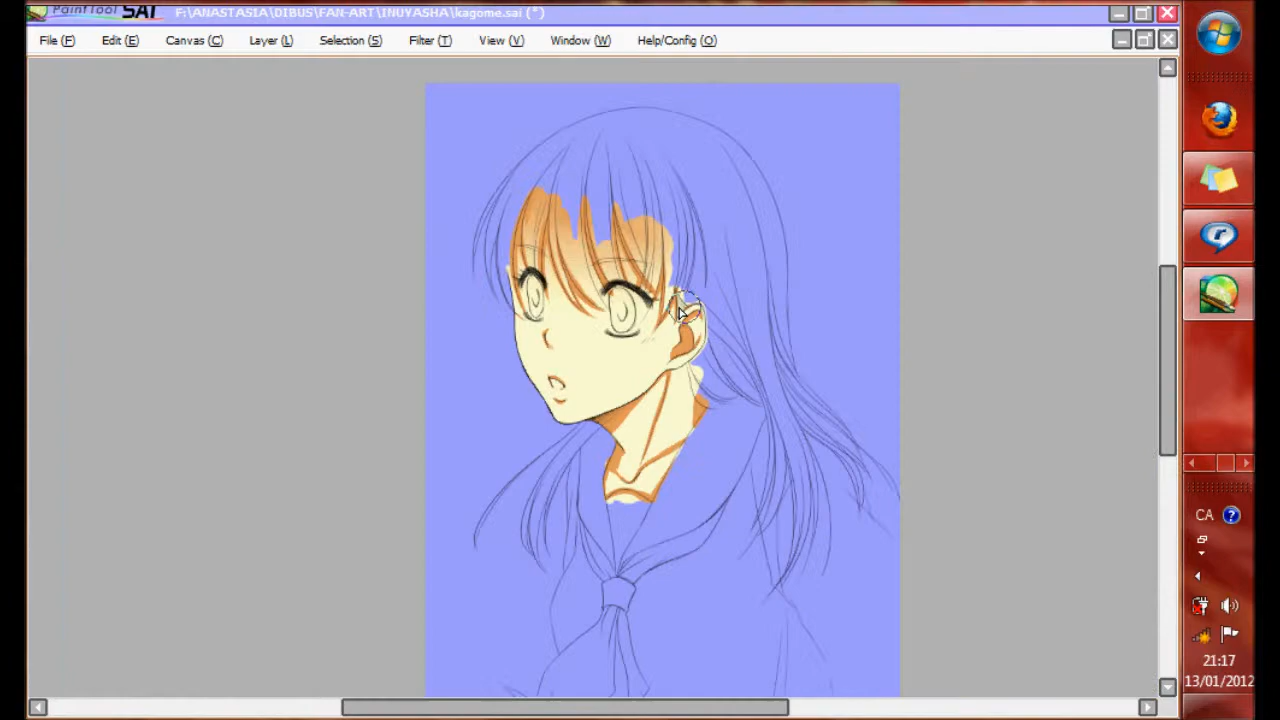 PaintTool SAI F:\ANASTASIA\DIBUS\FAN-ART\INUYASHA\kagome.sai (*)
File (F) Edit (E) Canvas (C) Layer (L) Selection (S) Filter (T) View (V) Window (W) Help/Config (O)
CA ?
21:17
13/01/2012